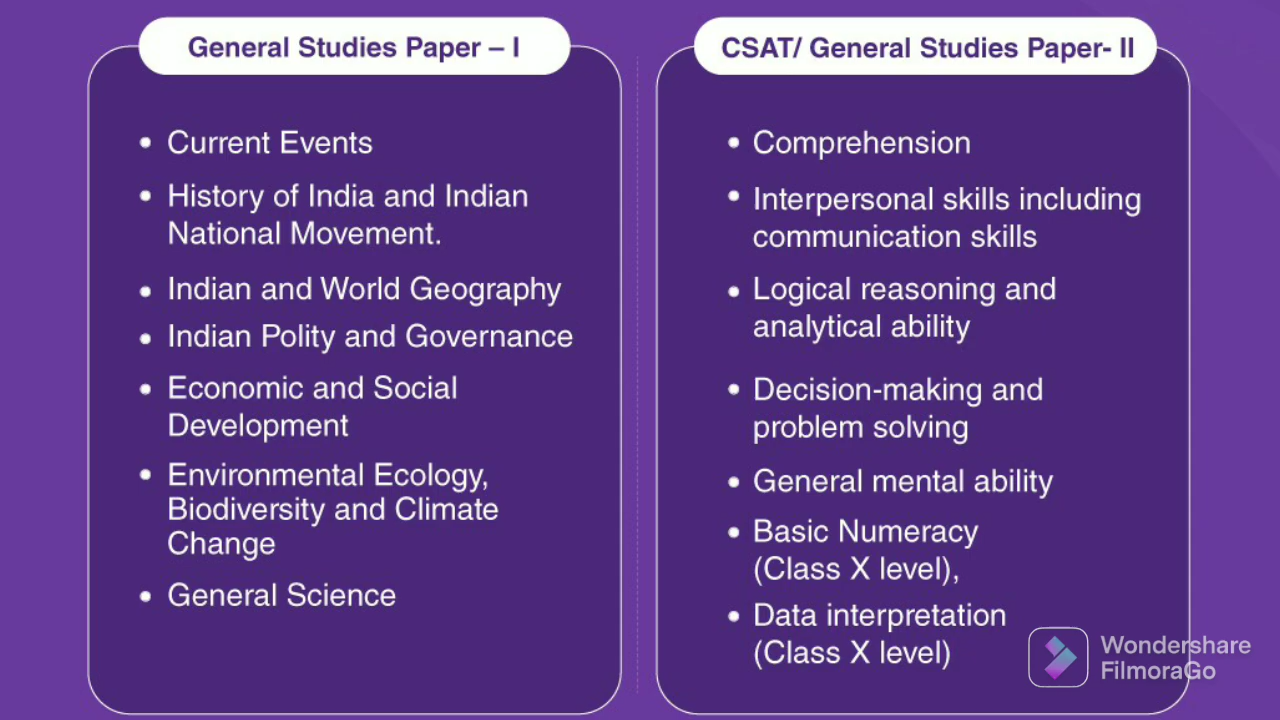 General Studies Paper – I
• Current Events
• History of India and Indian
National Movement.
• Indian and World Geography
• Indian Polity and Governance
• Economic and Social
Development
• Environmental Ecology,
Biodiversity and Climate
Change
• General Science
CSAT/ General Studies Paper- II
• Comprehension
• Interpersonal skills including
communication skills
• Logical reasoning and
analytical ability
• Decision-making and
problem solving
• General mental ability
• Basic Numeracy
(Class X level),
• Data interpretation
(Class X level)
Wondershare
FilmoraGo